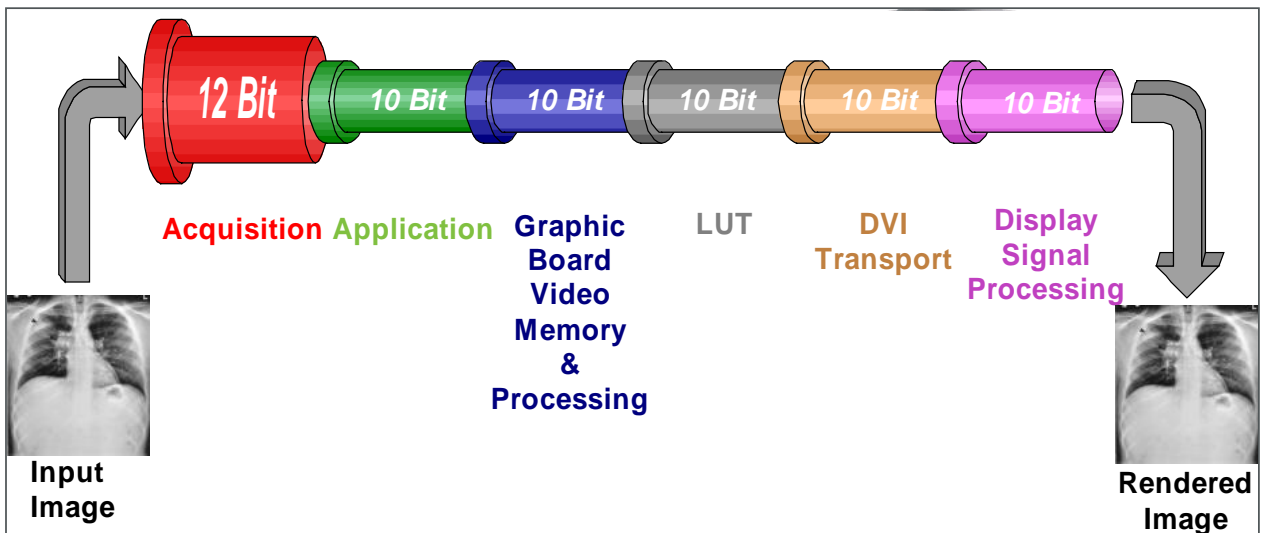 12 Bit
10 Bit
10 Bit
10 Bit
10 Bit
10 Bit
Acquisition
Application
Graphic
Board
Video
Memory
&
Processing
LUT
DVI
Transport
Display
Signal
Processing
Input
Image
Rendered
Image